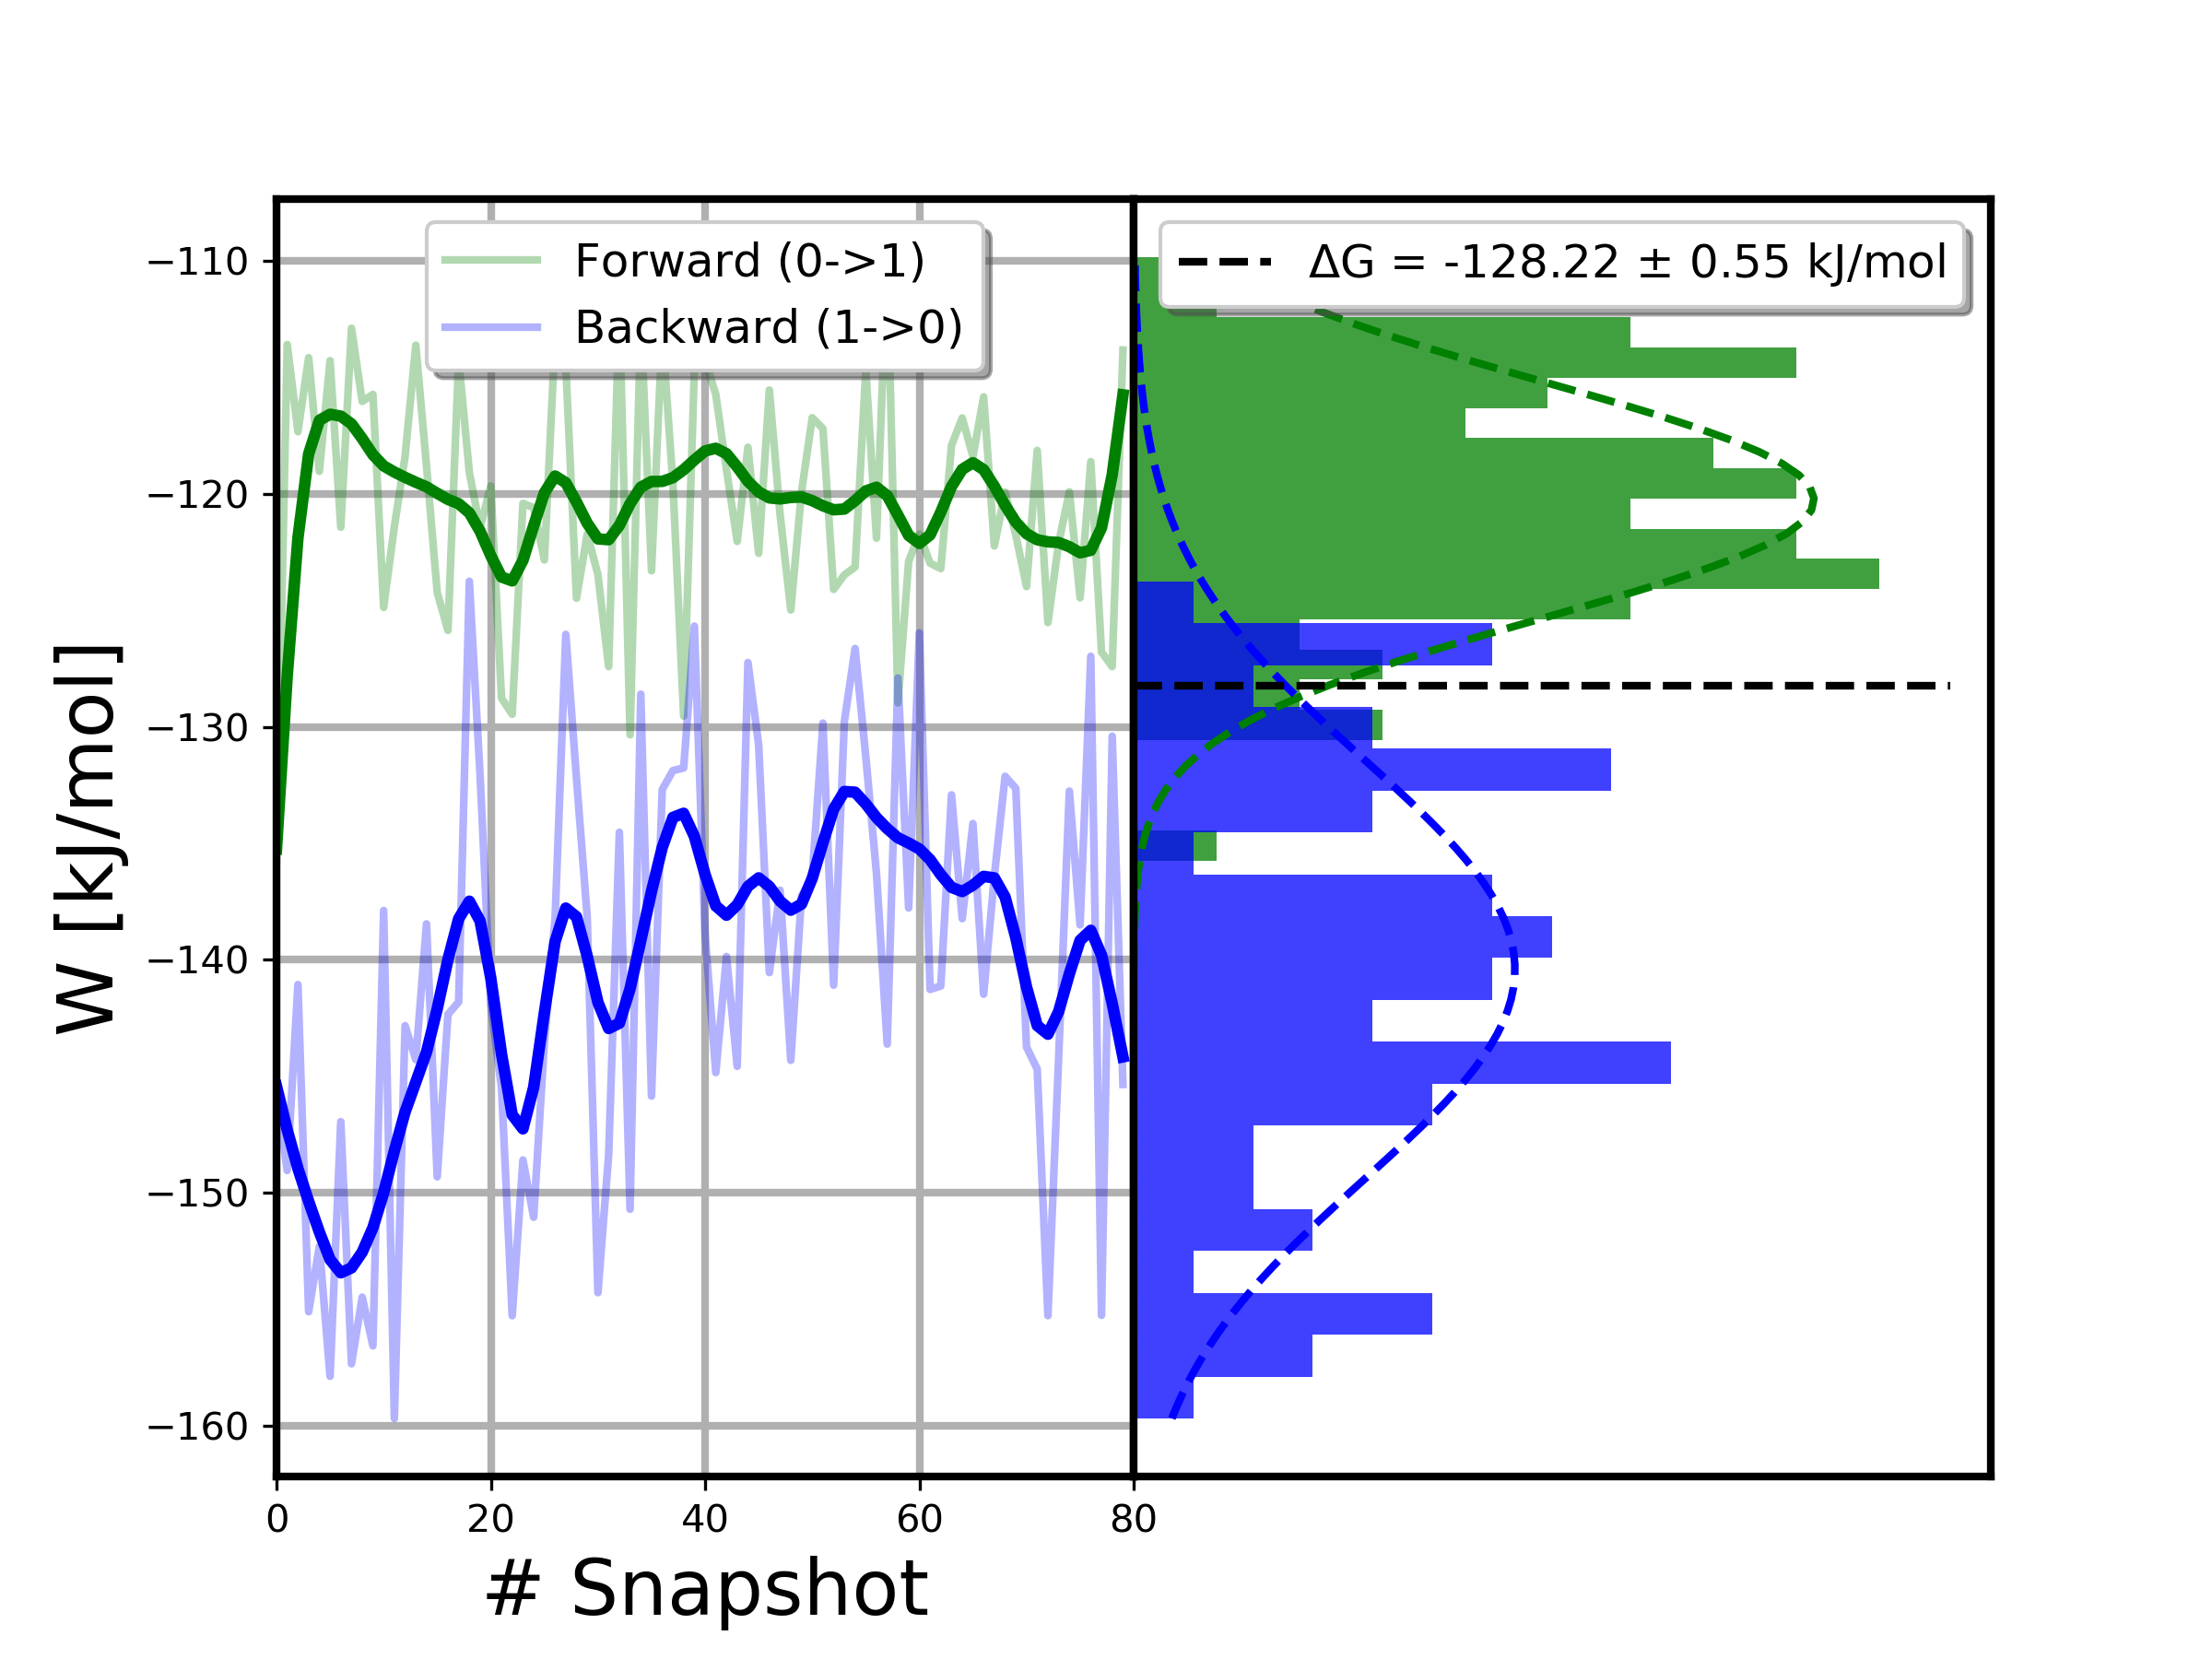 Forward (0->1)
Backward (1->0)
ΔG = -128.22 ± 0.55 kJ/mol
W [kJ/mol]
−110
−120
−130
−140
−150
−160
0 20 40 60 80
# Snapshot